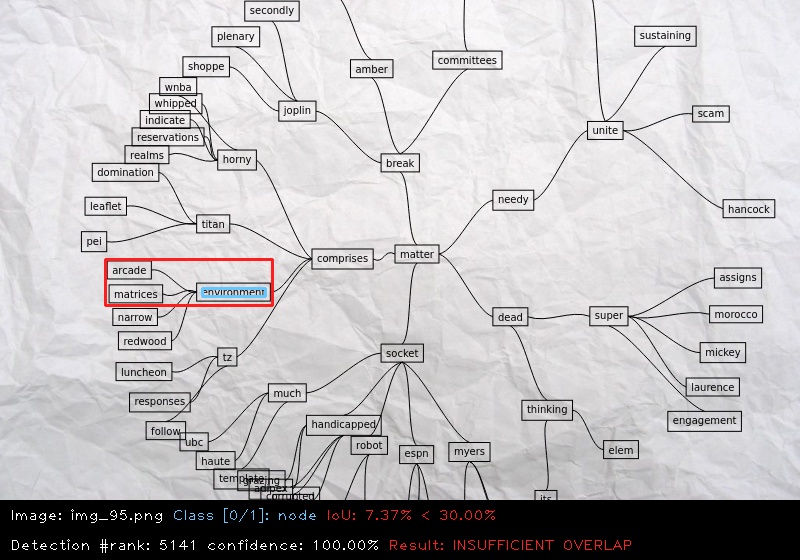 secondly
plenary
sustaining
shoppe
amber
committees
wnba
whipped
joplin
scam
indicate
unite
reservations
realms
horny
break
domination
needy
leaflet
hancock
titan
pei
comprises
matter
arcade
assigns
matrices
environment
narrow
dead
super
morocco
redwood
tz
socket
mickey
luncheon
laurence
responses
much
thinking
engagement
follow
handicapped
ubc
robot
elem
haute
espn
myers
template
grazing
adipex
corrupted
its
Image: img_95.png Class [0/1]: node IoU: 7.37% < 30.00%
Detection #rank: 5141 confidence: 100.00% Result: INSUFFICIENT OVERLAP